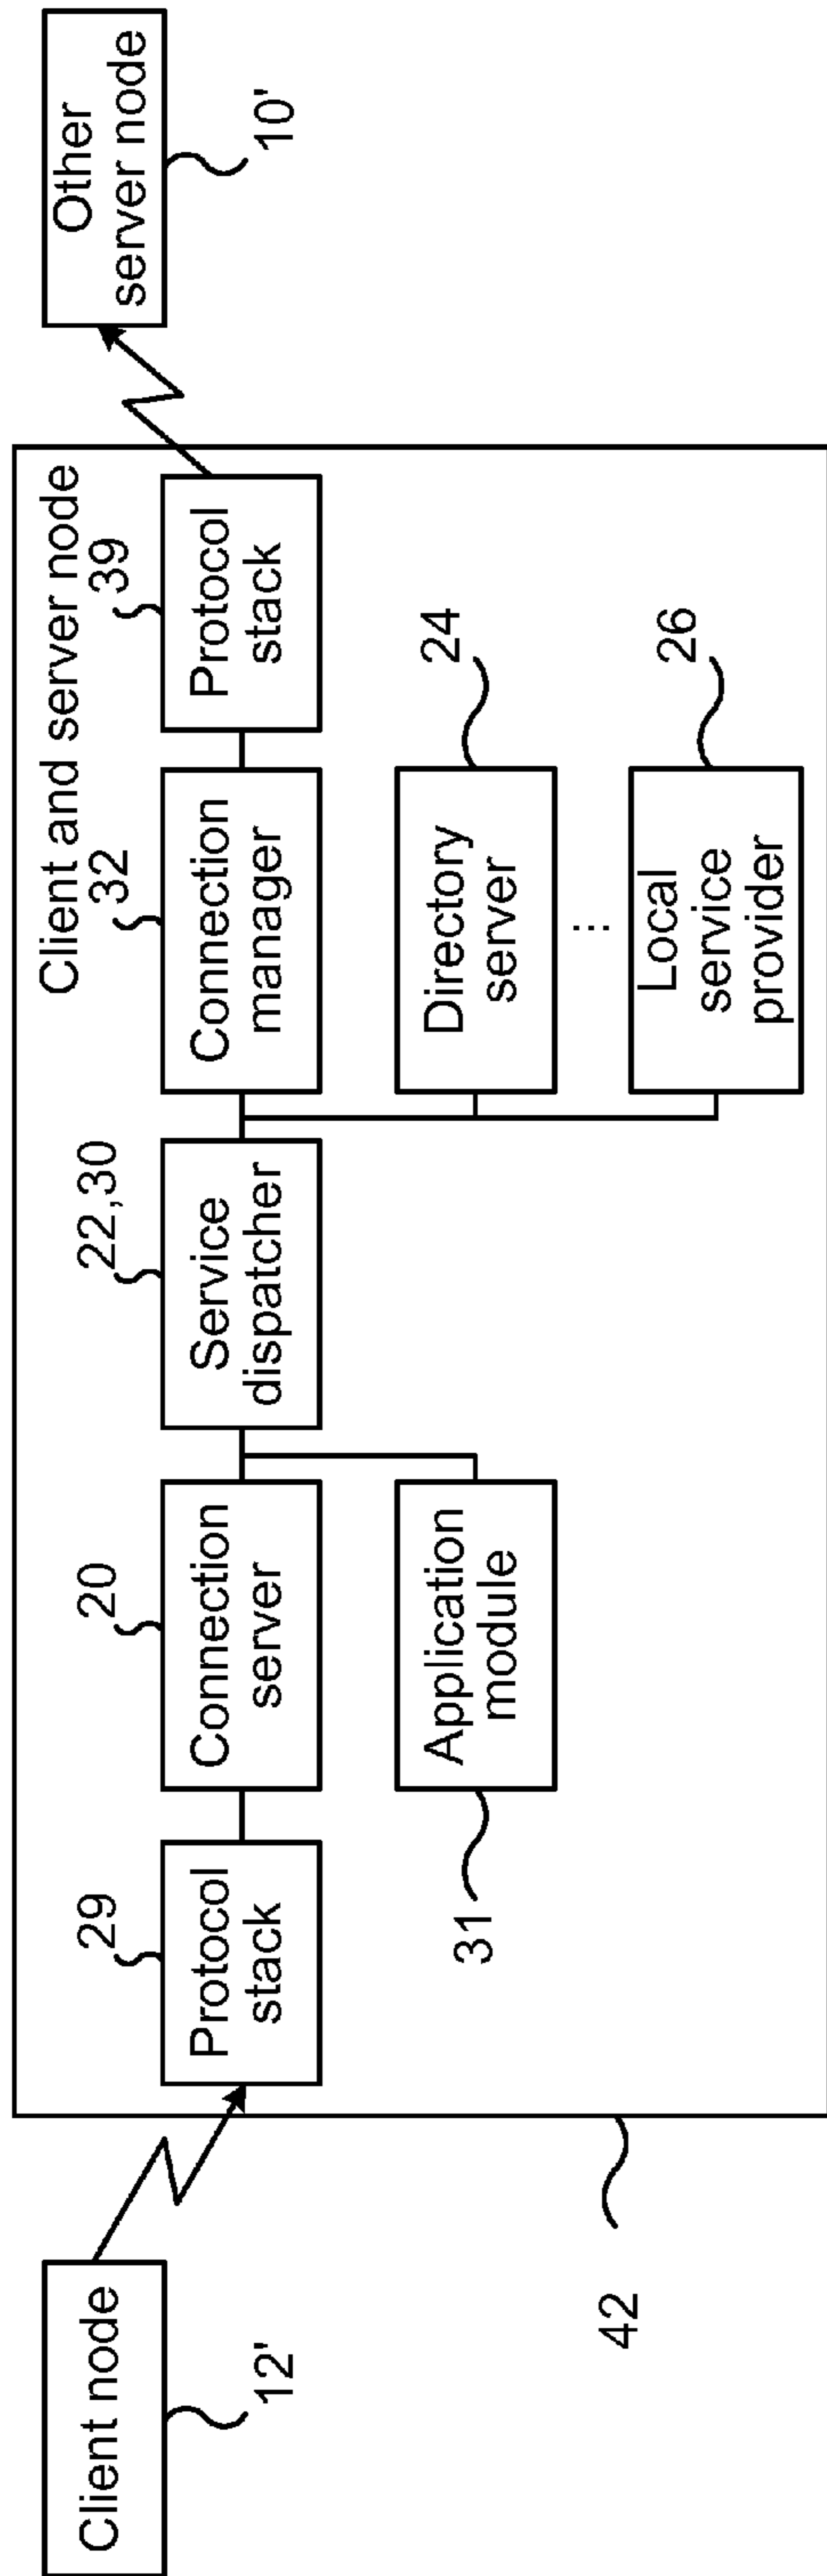 Client and server node
Client node
12'
42
29
Protocol
stack
20
Connection
server
31
Application
module
22,30
Service
dispatcher
32
Connection
manager
39
Protocol
stack
24
Directory
server
...
26
Local
service
provider
Other
server node
10'